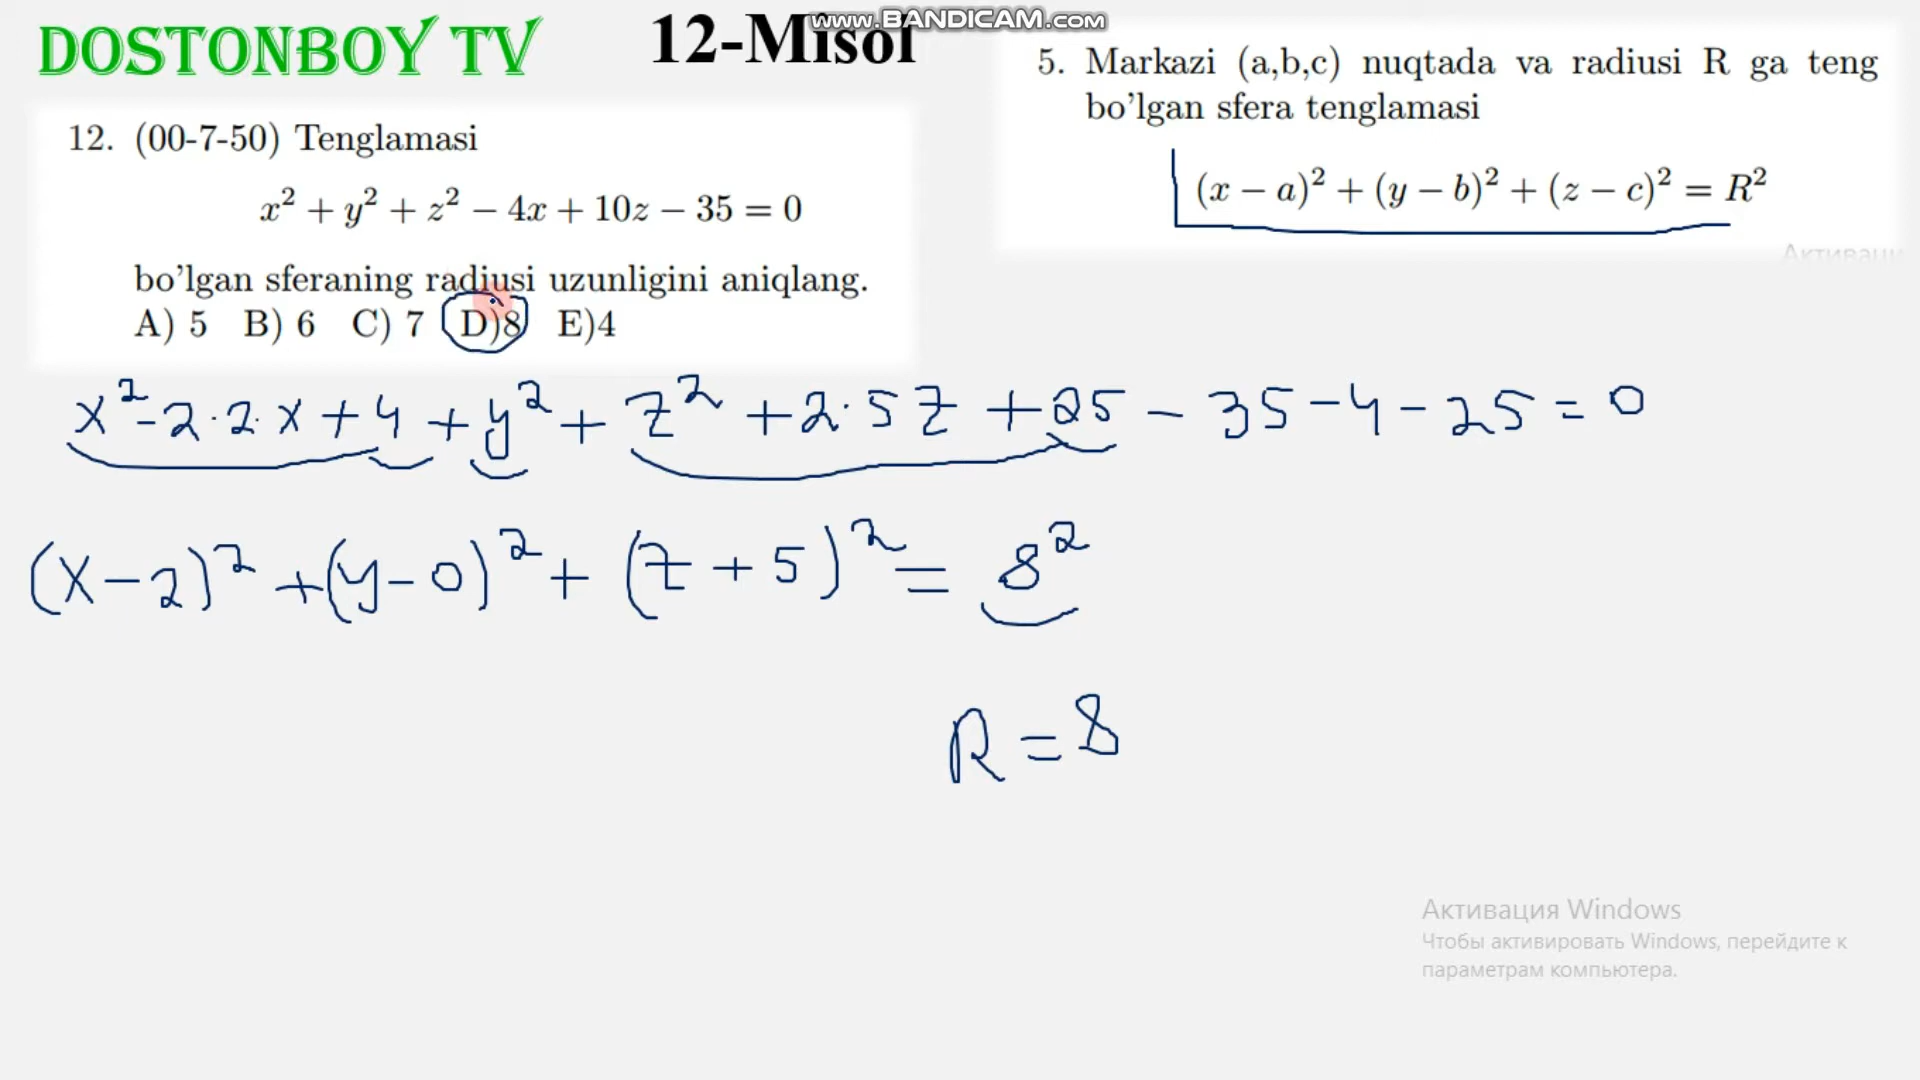 www.BANDICAM.com
DOSTONBOY TV
12-Misol
12. (00-7-50) Tenglamasi
x² + y² + z² − 4x + 10z − 35 = 0
bo’lgan sferaning radiusi uzunligini aniqlang.
A) 5 B) 6 C) 7 D)8 E)4
5. Markazi (a,b,c) nuqtada va radiusi R ga teng
bo’lgan sfera tenglamasi
(x − a)² + (y − b)² + (z − c)² = R²
Активаци
x² - 2·2·x + 4 + y² + z² + 2·5z + 25 - 35 - 4 - 25 = 0
(x - 2)² + (y - 0)² + (z + 5)² = 8²
R = 8
Активация Windows
Чтобы активировать Windows, перейдите к
параметрам компьютера.